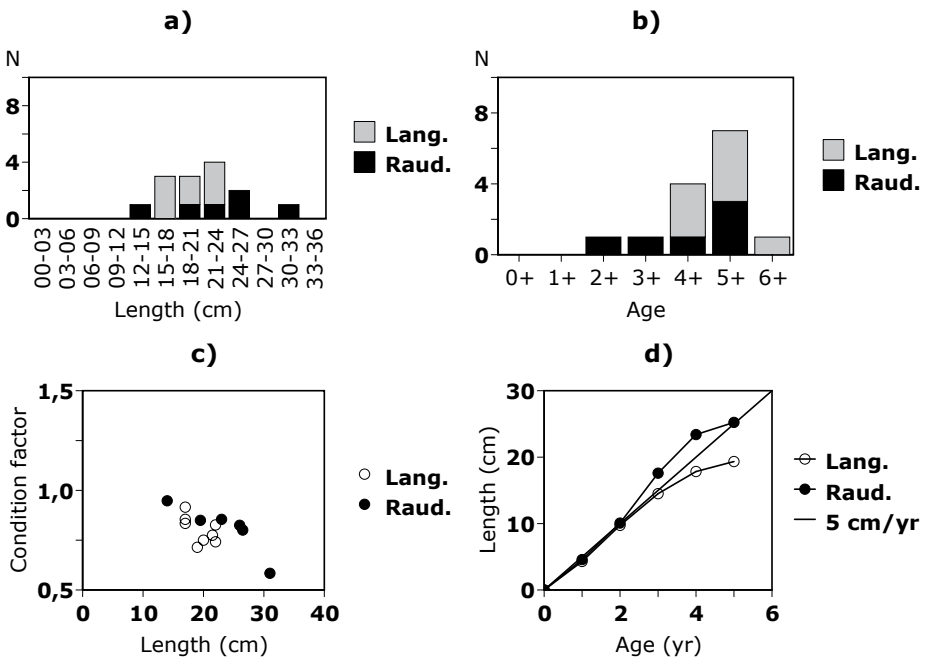 a)
N
8
4
0
00-03
03-06
06-09
09-12
12-15
15-18
18-21
21-24
24-27
27-30
30-33
33-36
Length (cm)
Lang.
Raud.
b)
N
8
4
0
0+ 1+ 2+ 3+ 4+ 5+ 6+
Age
Lang.
Raud.
c)
Condition factor
1,5
1,0
0,5
0 10 20 30 40
Length (cm)
Lang.
Raud.
d)
Length (cm)
30
20
10
0
0 2 4 6
Age (yr)
Lang.
Raud.
5 cm/yr